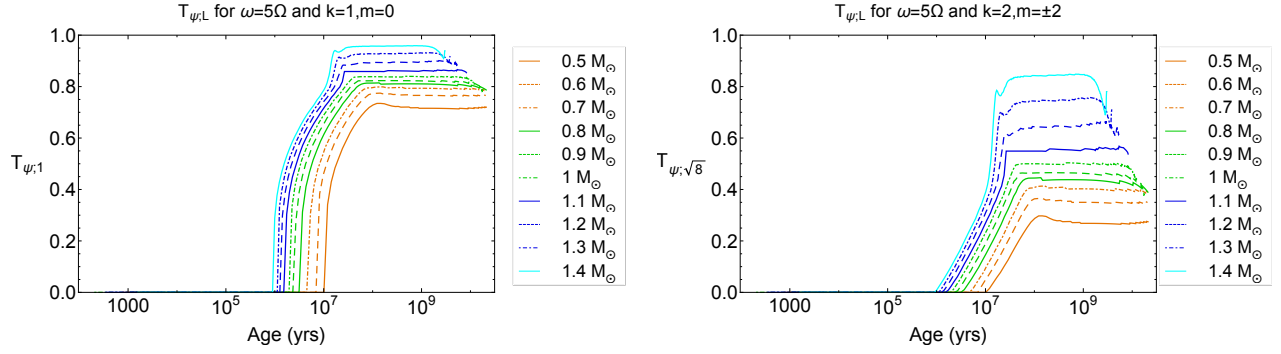 T_ψ;L for ω=5Ω and k=1,m=0
T_ψ;1
1.0
0.8
0.6
0.4
0.2
0.0
1000
10^5
10^7
10^9
Age (yrs)
0.5 M_⊙
0.6 M_⊙
0.7 M_⊙
0.8 M_⊙
0.9 M_⊙
1 M_⊙
1.1 M_⊙
1.2 M_⊙
1.3 M_⊙
1.4 M_⊙
T_ψ;L for ω=5Ω and k=2,m=±2
T_ψ;√8
1.0
0.8
0.6
0.4
0.2
0.0
1000
10^5
10^7
10^9
Age (yrs)
0.5 M_⊙
0.6 M_⊙
0.7 M_⊙
0.8 M_⊙
0.9 M_⊙
1 M_⊙
1.1 M_⊙
1.2 M_⊙
1.3 M_⊙
1.4 M_⊙